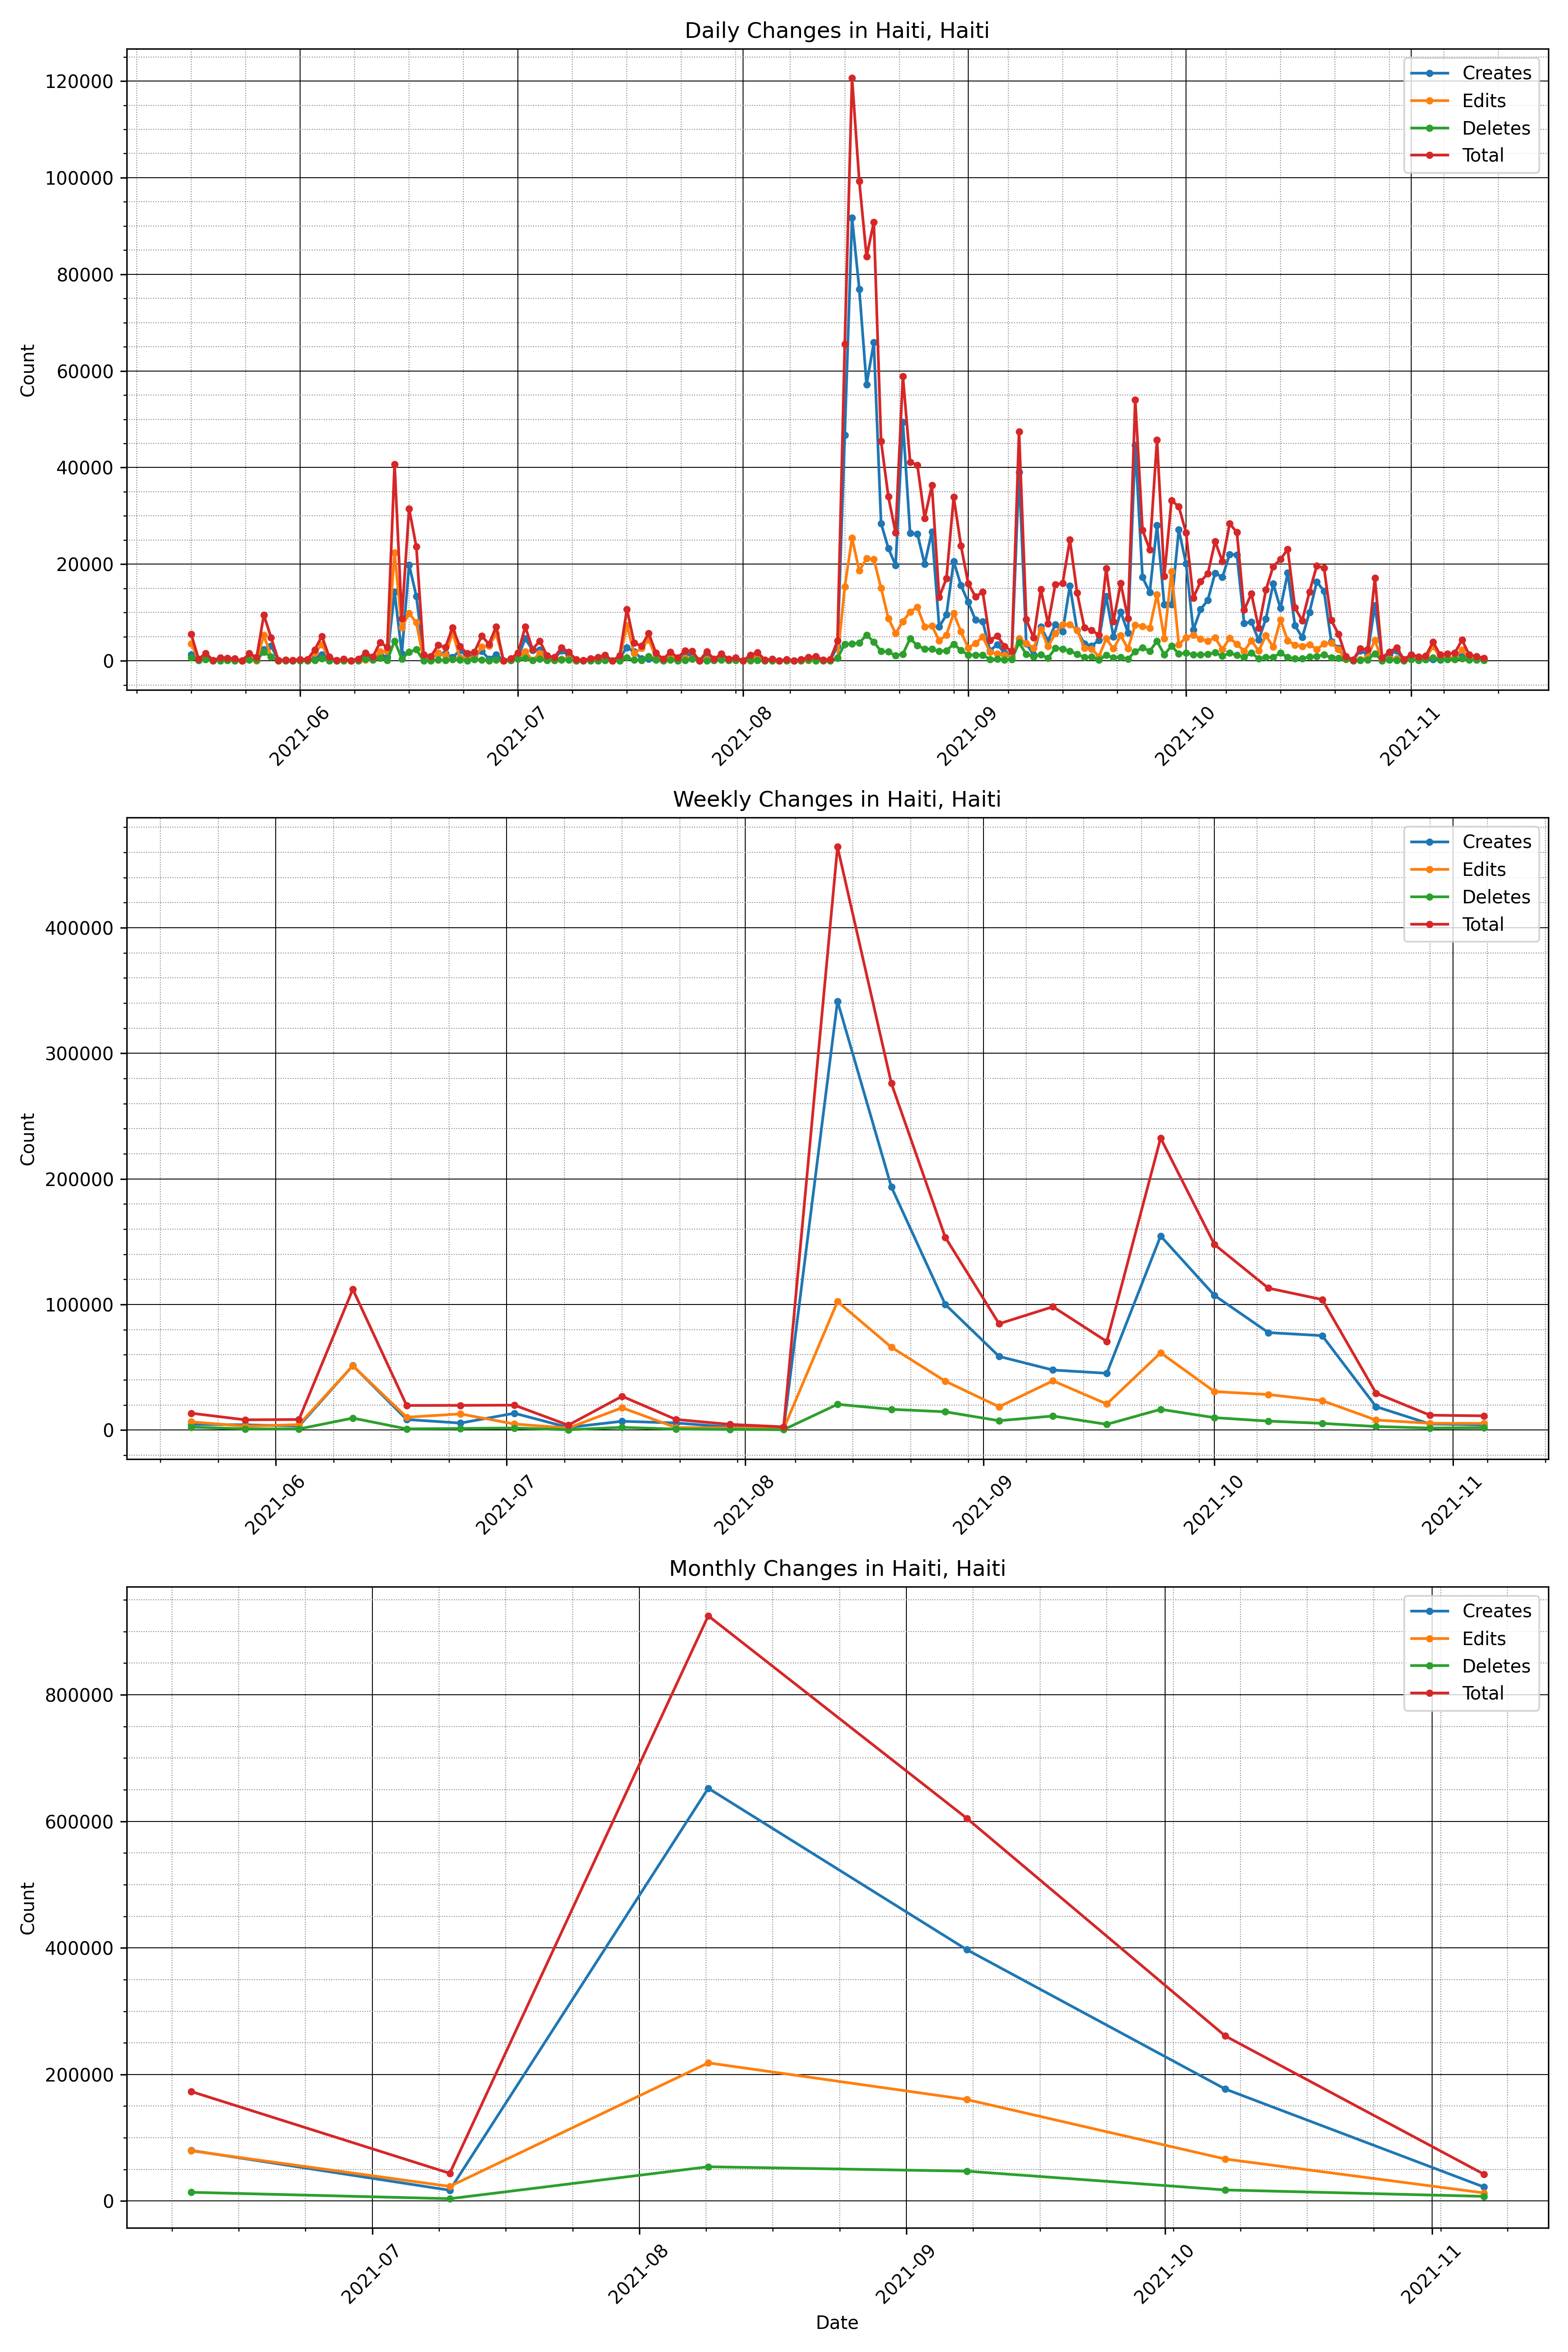 Daily Changes in Haiti, Haiti
Creates
Edits
Deletes
Total
120000
100000
80000
60000
40000
20000
0
Count
2021-06
2021-07
2021-08
2021-09
2021-10
2021-11
Weekly Changes in Haiti, Haiti
Creates
Edits
Deletes
Total
400000
300000
200000
100000
0
Count
2021-06
2021-07
2021-08
2021-09
2021-10
2021-11
Monthly Changes in Haiti, Haiti
Creates
Edits
Deletes
Total
800000
600000
400000
200000
0
Count
2021-07
2021-08
2021-09
2021-10
2021-11
Date